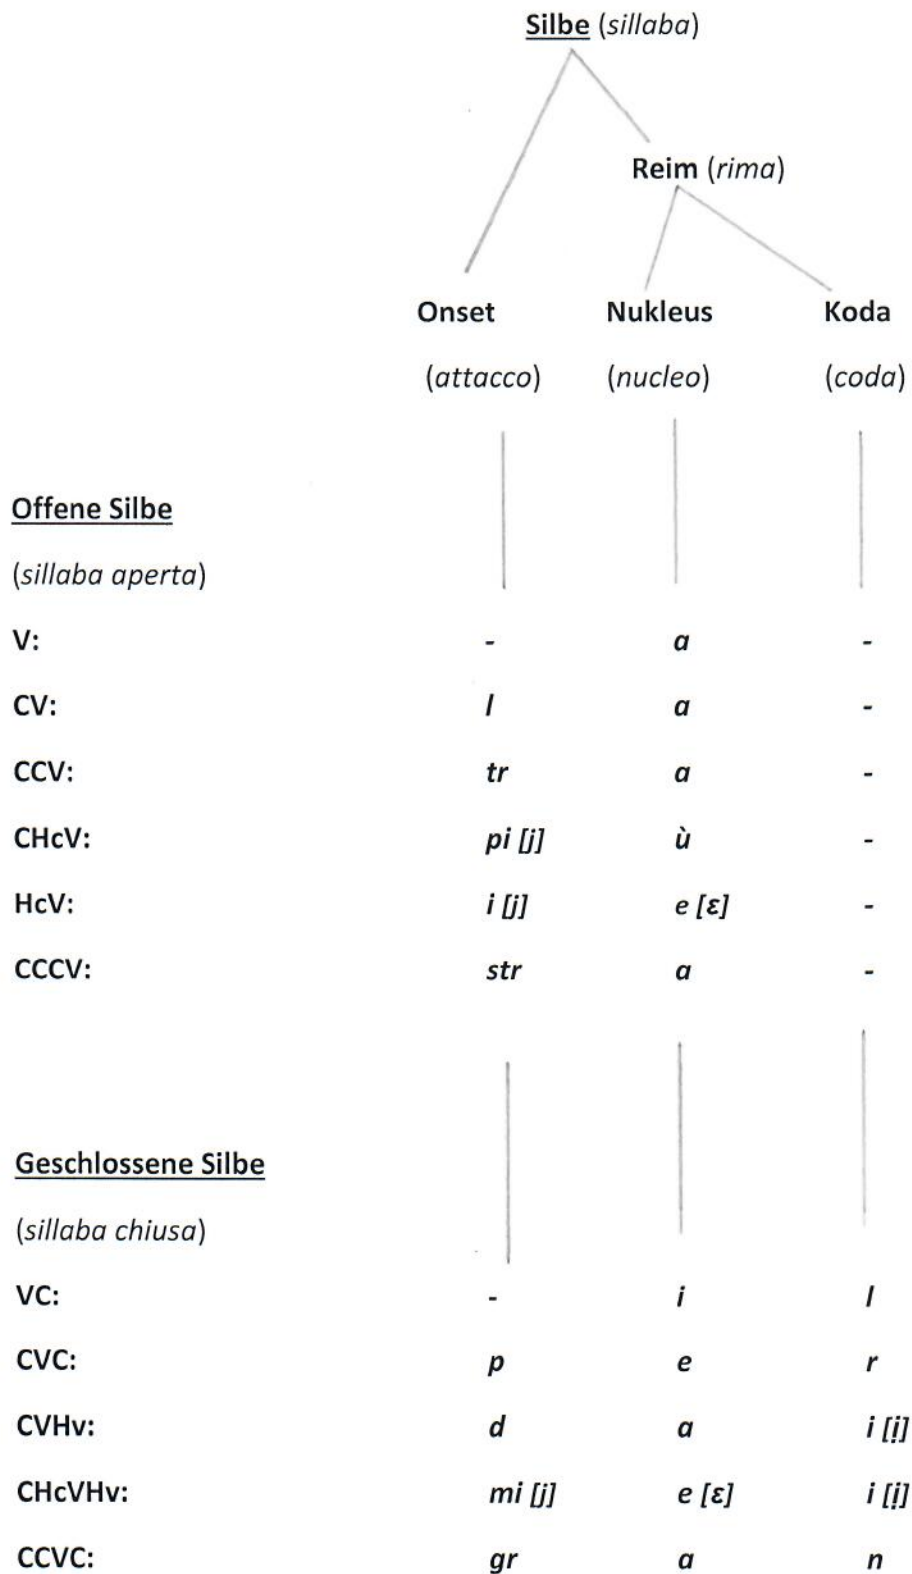 Silbe (sillaba)
Reim (rima)
Onset Nukleus Koda
(attacco) (nucleo) (coda)
Offene Silbe
(sillaba aperta)
V: - a -
CV: l a -
CCV: tr a -
CHcV: pi [j] ù -
HcV: i [j] e [ɛ] -
CCCV: str a -
Geschlossene Silbe
(sillaba chiusa)
VC: - i l
CVC: p e r
CVHv: d a i [i̯]
CHcVHv: mi [j] e [ɛ] i [i̯]
CCVC: gr a n